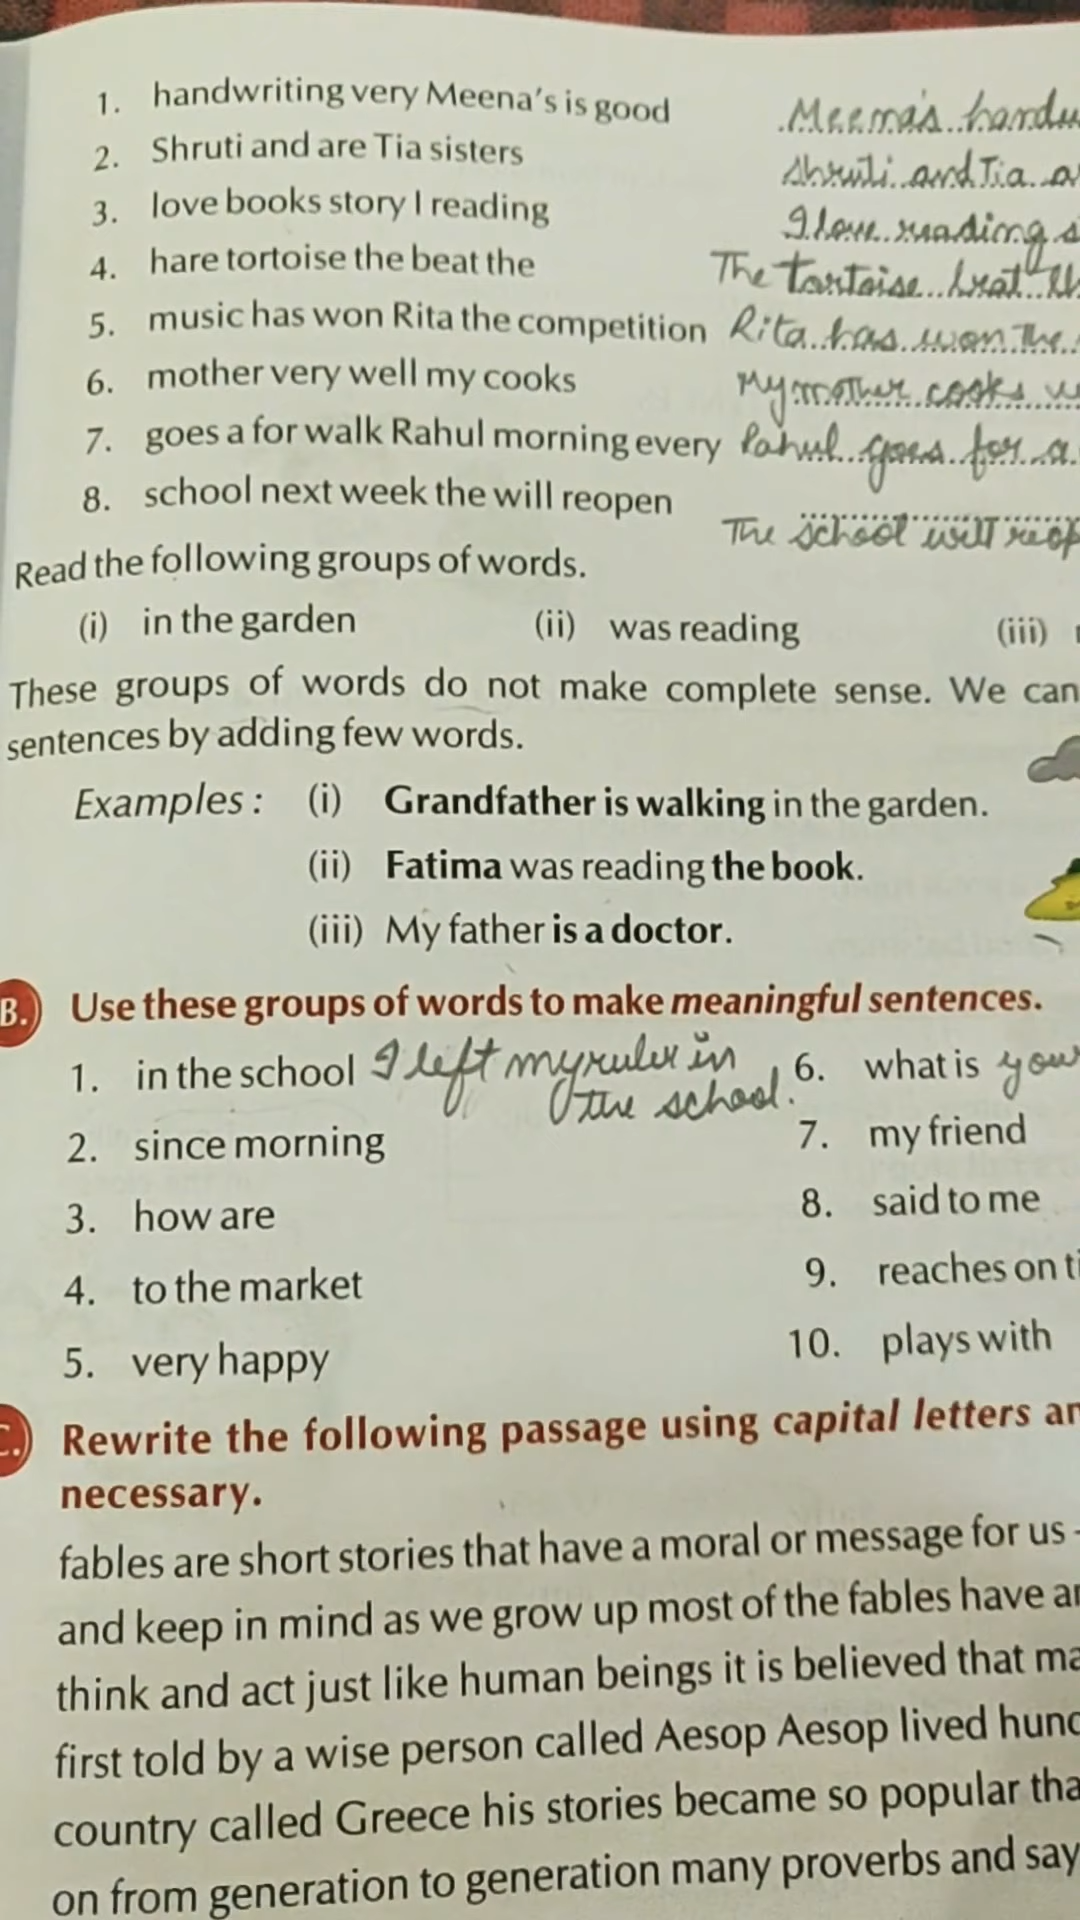 1. handwriting very Meena's is good Meena's
2. Shruti and are Tia sisters Shruti and Tia
3. love books story I reading I love reading
4. hare tortoise the beat the The tortoise beat
5. music has won Rita the competition Rita has won the
6. mother very well my cooks My mother cooks
7. goes a for walk Rahul morning every Rahul goes for a
8. school next week the will reopen The school will
Read the following groups of words.
(i) in the garden (ii) was reading (iii)
These groups of words do not make complete sense. We can
sentences by adding few words.
Examples : (i) Grandfather is walking in the garden.
(ii) Fatima was reading the book.
(iii) My father is a doctor.
B. Use these groups of words to make meaningful sentences.
1. in the school I left my ruler in the school. 6. what is
2. since morning 7. my friend
3. how are 8. said to me
4. to the market 9. reaches on
5. very happy 10. plays with
C. Rewrite the following passage using capital letters
necessary.
fables are short stories that have a moral or message for us -
and keep in mind as we grow up most of the fables have
think and act just like human beings it is believed that
first told by a wise person called Aesop Aesop lived
country called Greece his stories became so popular
on from generation to generation many proverbs and